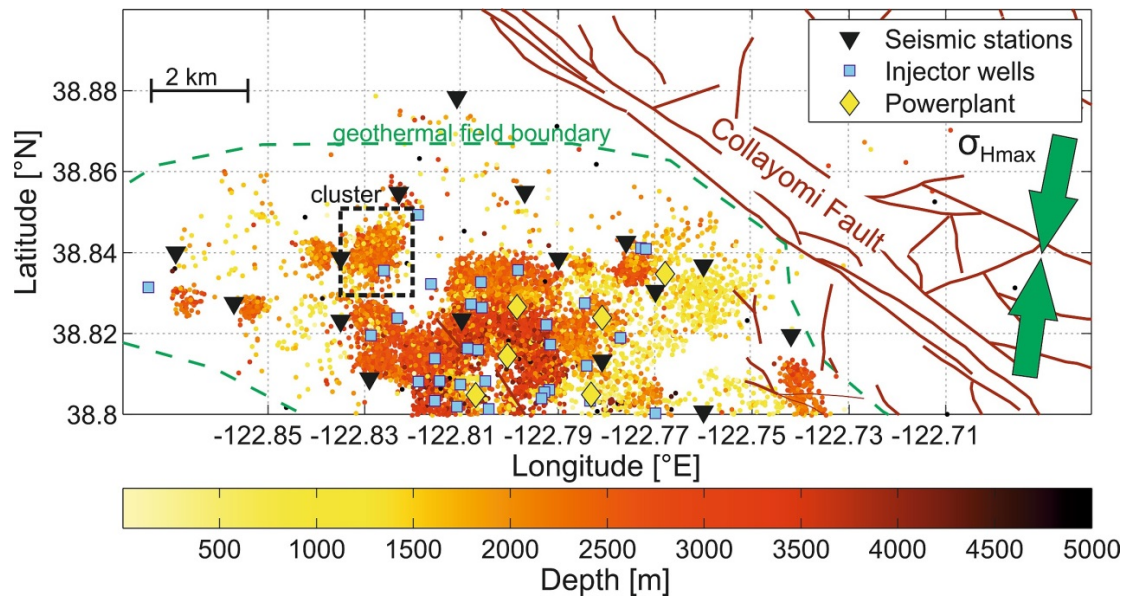 Seismic stations
Injector wells
Powerplant
2 km
geothermal field boundary
cluster
Collayomi Fault
σHmax
38.88
38.86
38.84
38.82
38.8
Latitude [°N]
-122.85 -122.83 -122.81 -122.79 -122.77 -122.75 -122.73 -122.71
Longitude [°E]
500 1000 1500 2000 2500 3000 3500 4000 4500 5000
Depth [m]